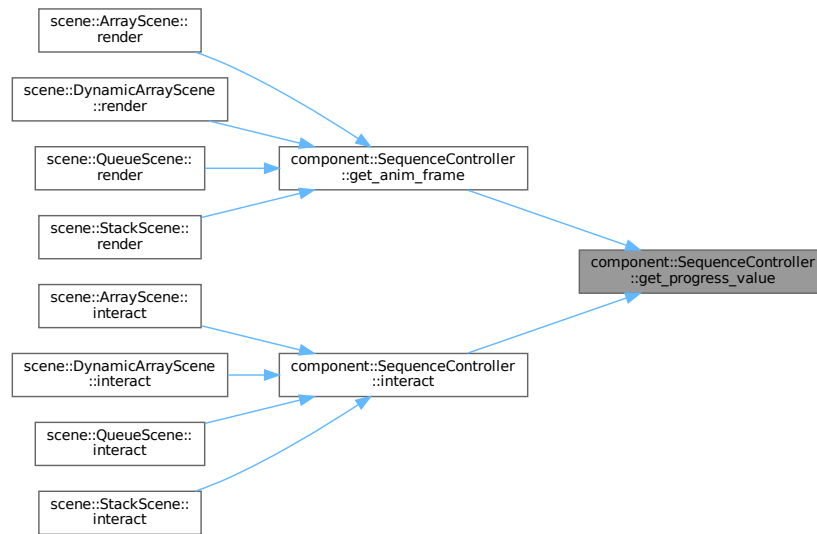 scene::ArrayScene::
render
scene::DynamicArrayScene
::render
scene::QueueScene::
render
scene::StackScene::
render
scene::ArrayScene::
interact
scene::DynamicArrayScene
::interact
scene::QueueScene::
interact
scene::StackScene::
interact
component::SequenceController
::get_anim_frame
component::SequenceController
::interact
component::SequenceController
::get_progress_value